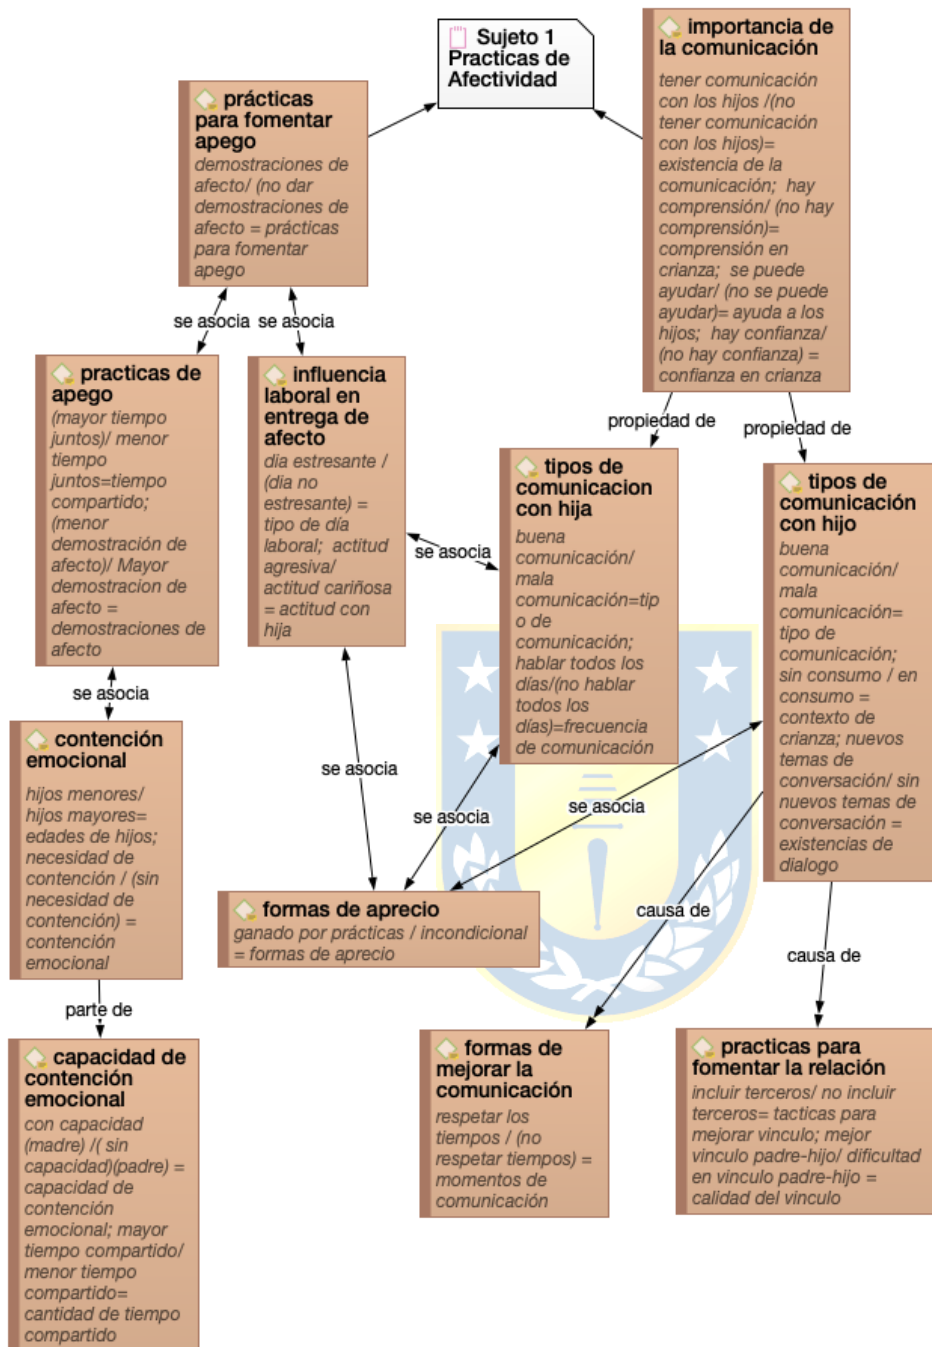 Sujeto 1
Practicas de
Afectividad
importancia de
la comunicación
tener comunicación
con los hijos /(no
tener comunicación
con los hijos)=
existencia de la
comunicación; hay
comprensión/ (no hay
comprensión)=
comprensión en
crianza; se puede
ayudar/ (no se puede
ayudar)= ayuda a los
hijos; hay confianza/
(no hay confianza) =
confianza en crianza
prácticas
para fomentar
apego
demostraciones de
afecto/ (no dar
demostraciones de
afecto = prácticas
para fomentar
apego
se asocia
se asocia
practicas de
apego
(mayor tiempo
juntos)/ menor
tiempo
juntos=tiempo
compartido;
(menor
demostración de
afecto)/ Mayor
demostracion de
afecto =
demostraciones de
afecto
influencia
laboral en
entrega de
afecto
dia estresante /
(dia no
estresante) =
tipo de día
laboral; actitud
agresiva/
actitud cariñosa
= actitud con
hija
propiedad de
propiedad de
se asocia
tipos de
comunicacion
con hija
buena
comunicación/
mala
comunicación=tip
o de
comunicación;
hablar todos los
días/(no hablar
todos los
días)=frecuencia
de comunicación
tipos de
comunicación
con hijo
buena
comunicación/
mala
comunicación=
tipo de
comunicación;
sin consumo / en
consumo =
contexto de
crianza; nuevos
temas de
conversación/ sin
nuevos temas de
conversación =
existencias de
dialogo
se asocia
contención
emocional
hijos menores/
hijos mayores=
edades de hijos;
necesidad de
contención / (sin
necesidad de
contención) =
contención
emocional
se asocia
se asocia
se asocia
formas de aprecio
ganado por prácticas / incondicional
= formas de aprecio
causa de
causa de
parte de
capacidad de
contención
emocional
con capacidad
(madre) /( sin
capacidad)(padre) =
capacidad de
contención
emocional; mayor
tiempo compartido/
menor tiempo
compartido=
cantidad de tiempo
compartido
formas de
mejorar la
comunicación
respetar los
tiempos / (no
respetar tiempos) =
momentos de
comunicación
practicas para
fomentar la relación
incluir terceros/ no incluir
terceros= tacticas para
mejorar vinculo; mejor
vinculo padre-hijo/ dificultad
en vinculo padre-hijo =
calidad del vinculo